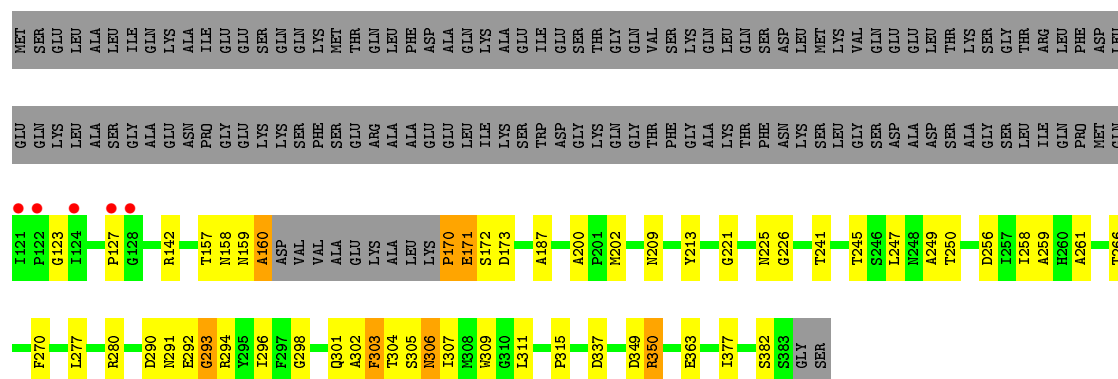 MET SER GLU LEU ALA LEU ILE GLN LYS ALA ILE GLU GLU SER GLN GLN LYS MET THR GLN LEU PHE ASP ALA GLN LYS ALA GLU ILE GLU SER THR GLY GLN VAL SER LYS GLN LEU GLN SER ASP LEU MET LYS VAL GLN GLU GLU LEU THR LYS SER GLY THR ARG LEU PHE ASP LEU
GLU GLN LYS LEU ALA SER GLY ALA GLU ASN PRO GLY GLU LYS LYS SER PHE SER GLU ARG ALA ALA GLU GLU LEU ILE LYS SER TRP ASP GLY LYS GLN GLY THR PHE GLY ALA LYS THR PHE ASN LYS SER LEU GLY SER ASP ALA ASP SER ALA GLY SER LEU ILE GLN PRO MET GLN
I121 P122 G123 I124 P127 G128 R142 T157 N158 N159 A160 ASP VAL VAL ALA GLU LYS ALA LEU LYS P170 E171 S172 D173 A187 A200 P201 M202 N209 Y213 G221 N225 G226 T241 T245 S246 L247 N248 A249 T250 D256 I257 I258 A259 H260 A261 T266
F270 L277 R280 D290 N291 E292 G293 R294 Y295 I296 F297 G298 Q301 A302 F303 T304 S305 N306 I307 M308 W309 G310 L311 P315 D337 D349 R350 E363 I377 S382 S383 GLY SER